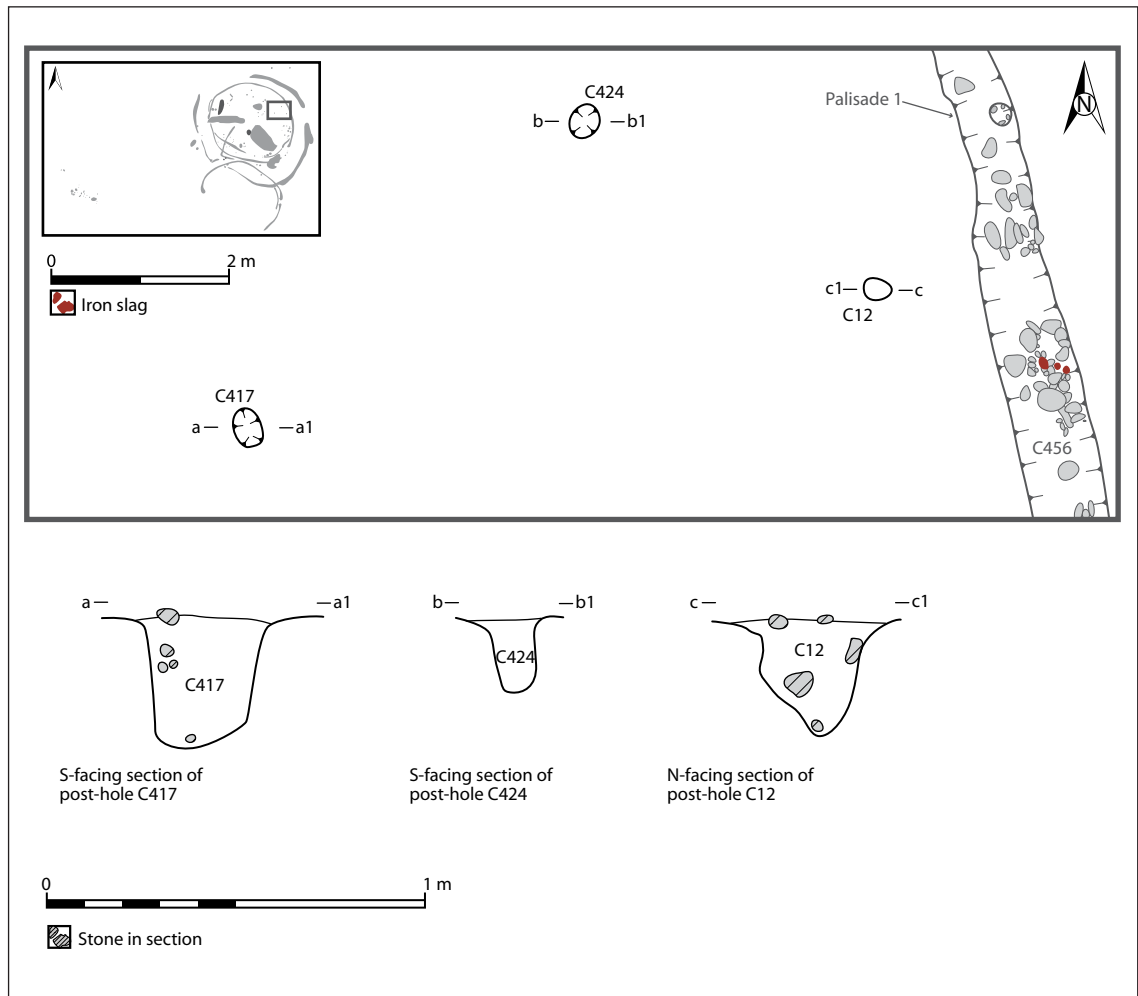 C424
b
b1
Palisade 1
N
0
2 m
Iron slag
c1
c
C12
C417
a
a1
C456
a
a1
b
b1
c
c1
C417
C424
C12
S-facing section of
post-hole C417
S-facing section of
post-hole C424
N-facing section of
post-hole C12
0
1 m
Stone in section